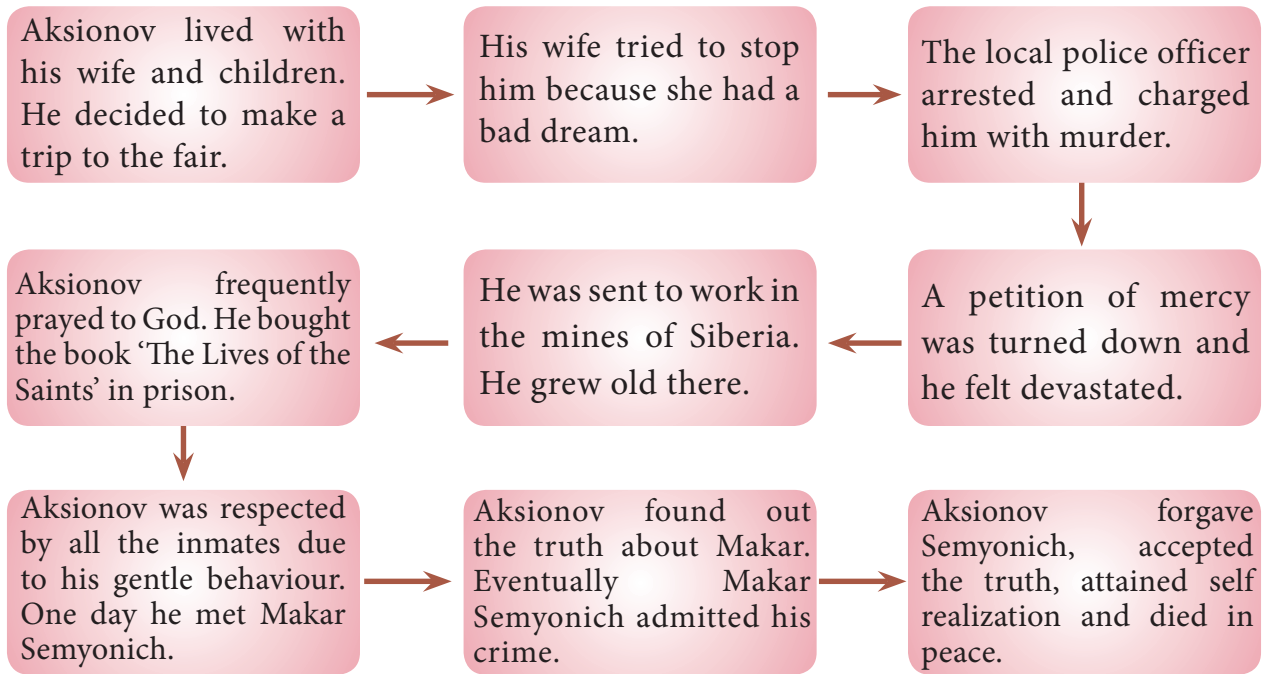 Aksionov lived with
his wife and children.
He decided to make a
trip to the fair.
His wife tried to stop
him because she had a
bad dream.
The local police officer
arrested and charged
him with murder.
A petition of mercy
was turned down and
he felt devastated.
He was sent to work in
the mines of Siberia.
He grew old there.
Aksionov frequently
prayed to God. He bought
the book ‘The Lives of the
Saints’ in prison.
Aksionov was respected
by all the inmates due
to his gentle behaviour.
One day he met Makar
Semyonich.
Aksionov found out
the truth about Makar.
Eventually Makar
Semyonich admitted his
crime.
Aksionov forgave
Semyonich, accepted
the truth, attained self
realization and died in
peace.